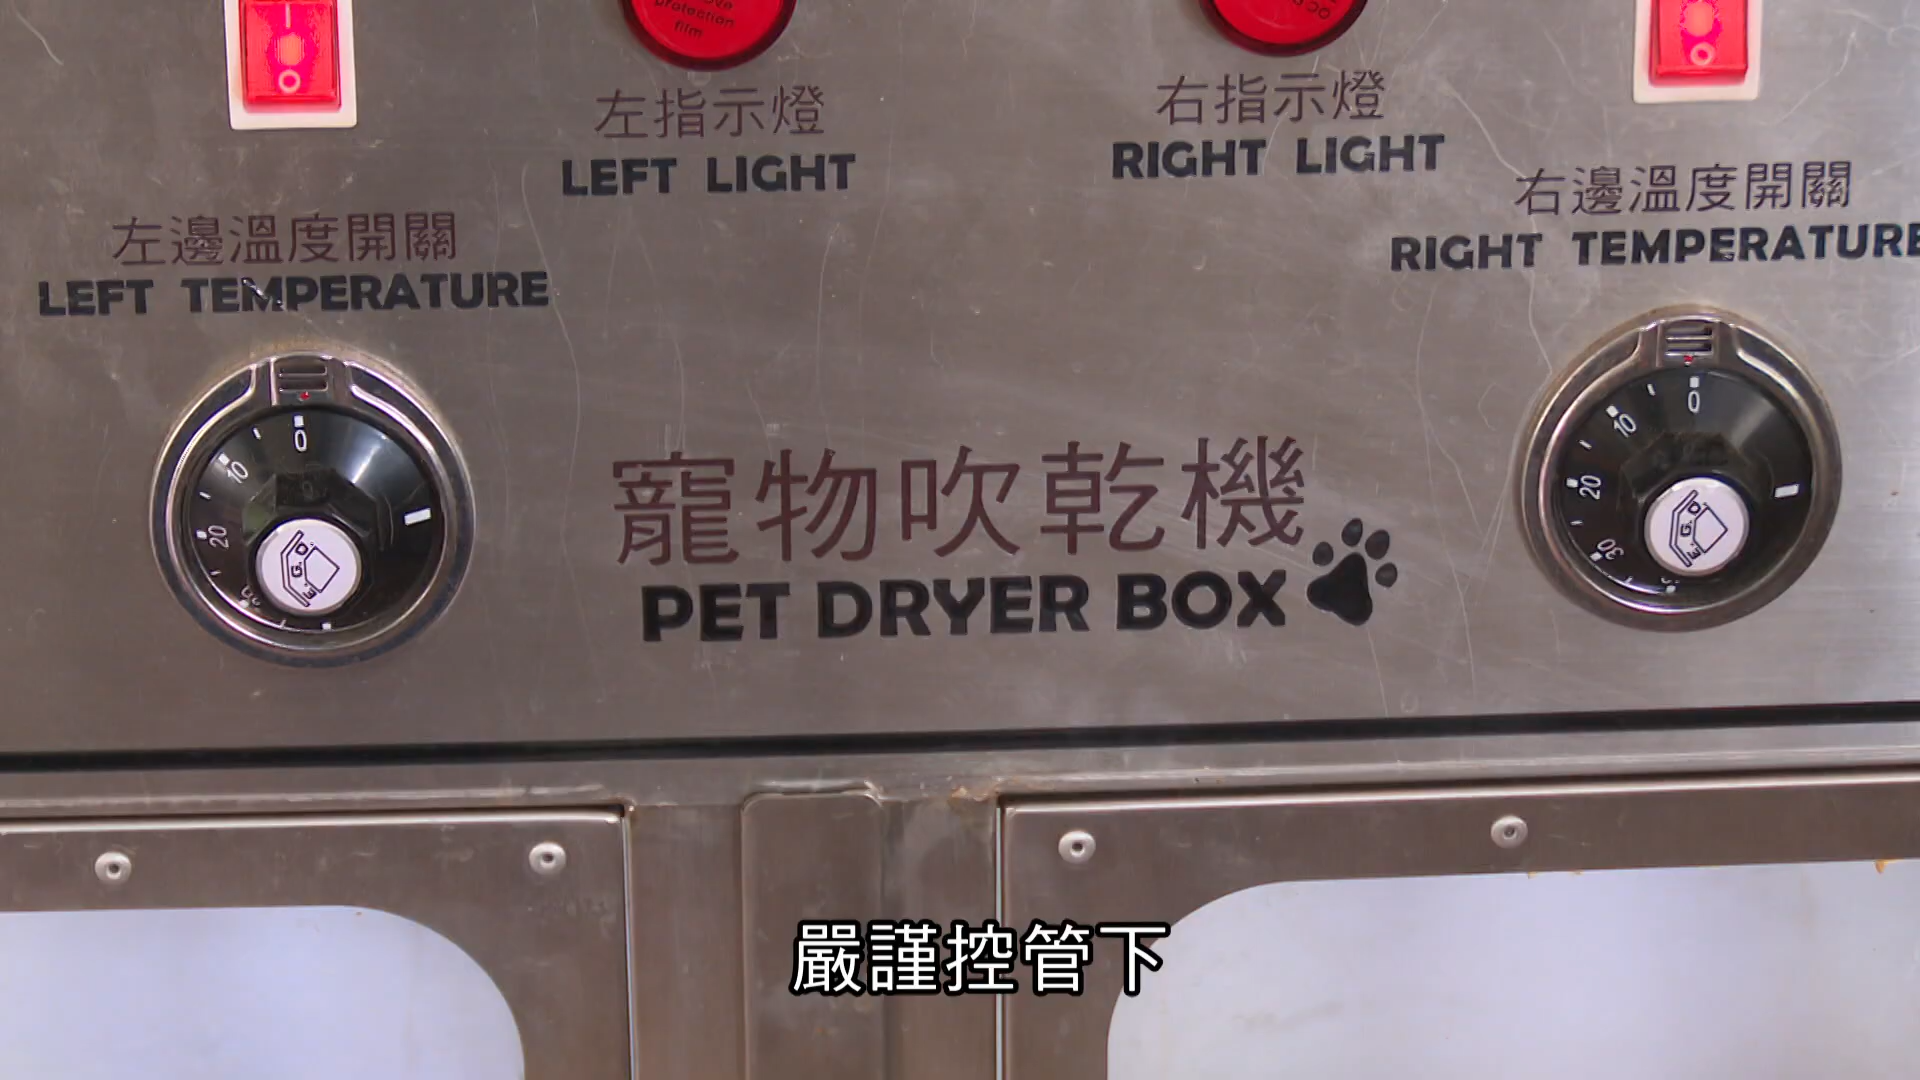 protection
film
左指示燈
LEFT LIGHT
右指示燈
RIGHT LIGHT
左邊溫度開關
LEFT TEMPERATURE
右邊溫度開關
RIGHT TEMPERATURE
0
10
20
0
10
20
30
E.G.O.
E.G.O.
寵物吹乾機
PET DRYER BOX
嚴謹控管下